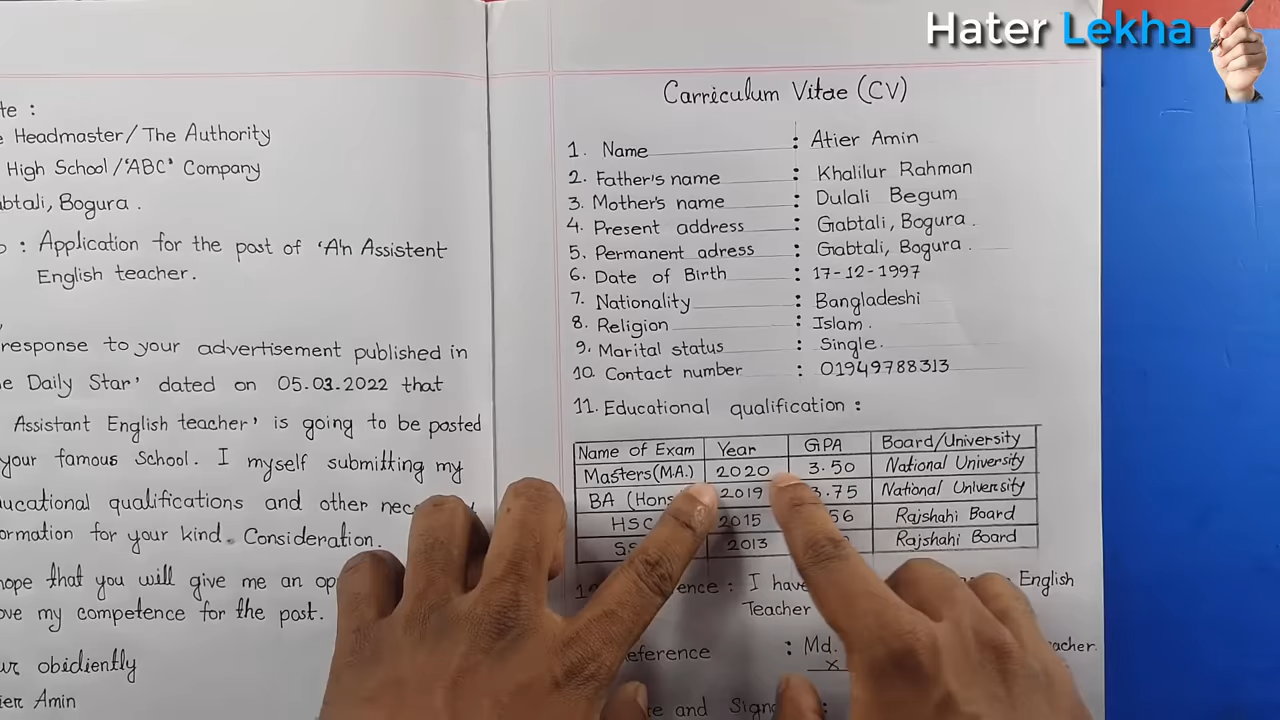 Hater Lekha
te :
e Headmaster/The Authority
High School/'ABC' Company
btali, Bogura.
: Application for the post of 'An Assistent
English teacher.
response to your advertisement published in
e Daily Star' dated on 05.03.2022 that
Assistant English teacher' is going to be posted
your famous School. I myself submitting my
ucational qualifications and other nec
ormation for your kind. Consideration.
hope that you will give me an op
ove my competence for the post.
ur obidiently
ier Amin
Carriculum Vitae (CV)
1. Name : Atier Amin
2. Father's name : Khalilur Rahman
3. Mother's name : Dulali Begum
4. Present address : Gabtali, Bogura.
5. Permanent adress : Gabtali, Bogura.
6. Date of Birth : 17-12-1997
7. Nationality : Bangladeshi
8. Religion : Islam.
9. Marital status : Single.
10. Contact number : 01949788313
11. Educational qualification :
Name of Exam Year GPA Board/University
Masters(M.A.) 2020 3.50 National University
BA (Hons 2019 3.75 National University
HSC 2015 56 Rajshahi Board
SS 2013 Rajshahi Board
ence : I have English
Teacher
eference : Md. eacher.
x
e and Sign :